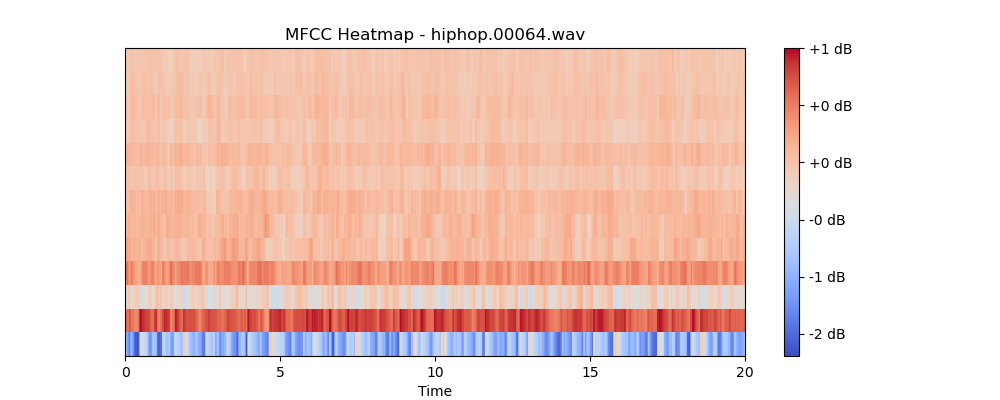 MFCC Heatmap - hiphop.00064.wav
+1 dB
+0 dB
+0 dB
-0 dB
-1 dB
-2 dB
0 5 10 15 20
Time